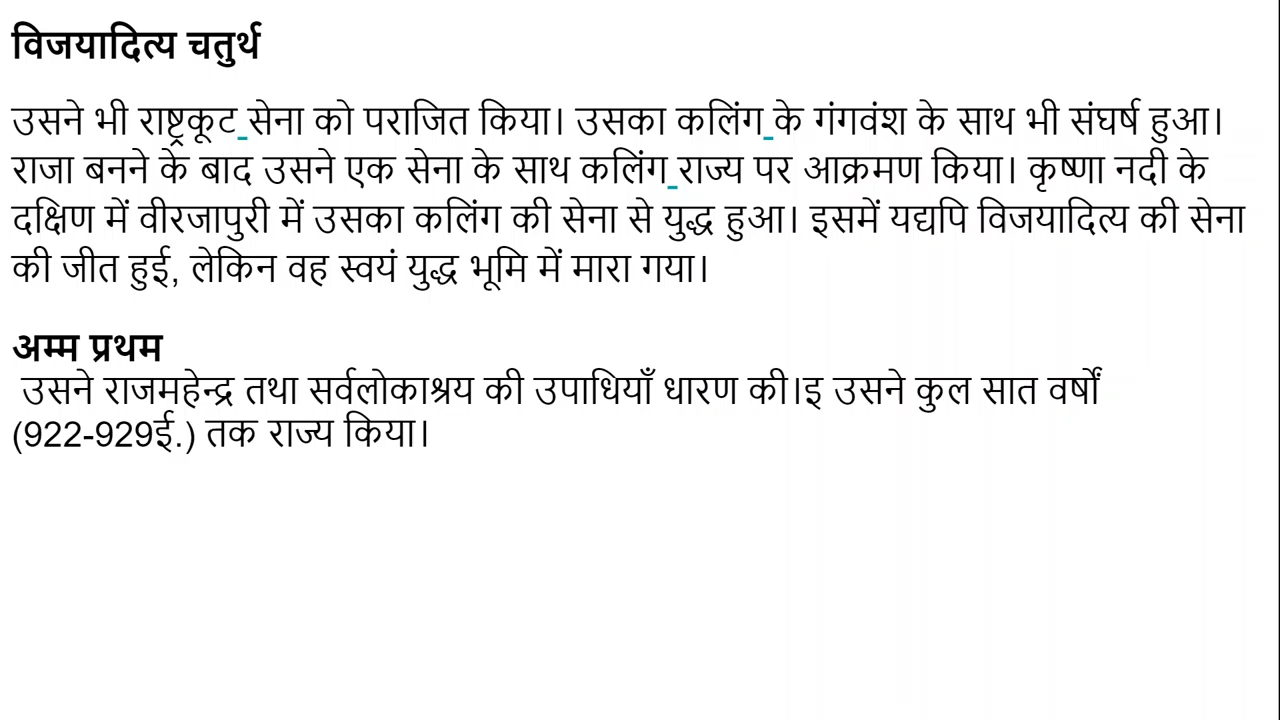 विजयादित्य चतुर्थ
उसने भी राष्ट्रकूट सेना को पराजित किया। उसका कलिंग के गंगवंश के साथ भी संघर्ष हुआ।
राजा बनने के बाद उसने एक सेना के साथ कलिंग राज्य पर आक्रमण किया। कृष्णा नदी के
दक्षिण में वीरजापुरी में उसका कलिंग की सेना से युद्ध हुआ। इसमें यद्यपि विजयादित्य की सेना
की जीत हुई, लेकिन वह स्वयं युद्ध भूमि में मारा गया।
अम्म प्रथम
उसने राजमहेन्द्र तथा सर्वलोकाश्रय की उपाधियाँ धारण की।इ उसने कुल सात वर्षों
(922-929ई.) तक राज्य किया।